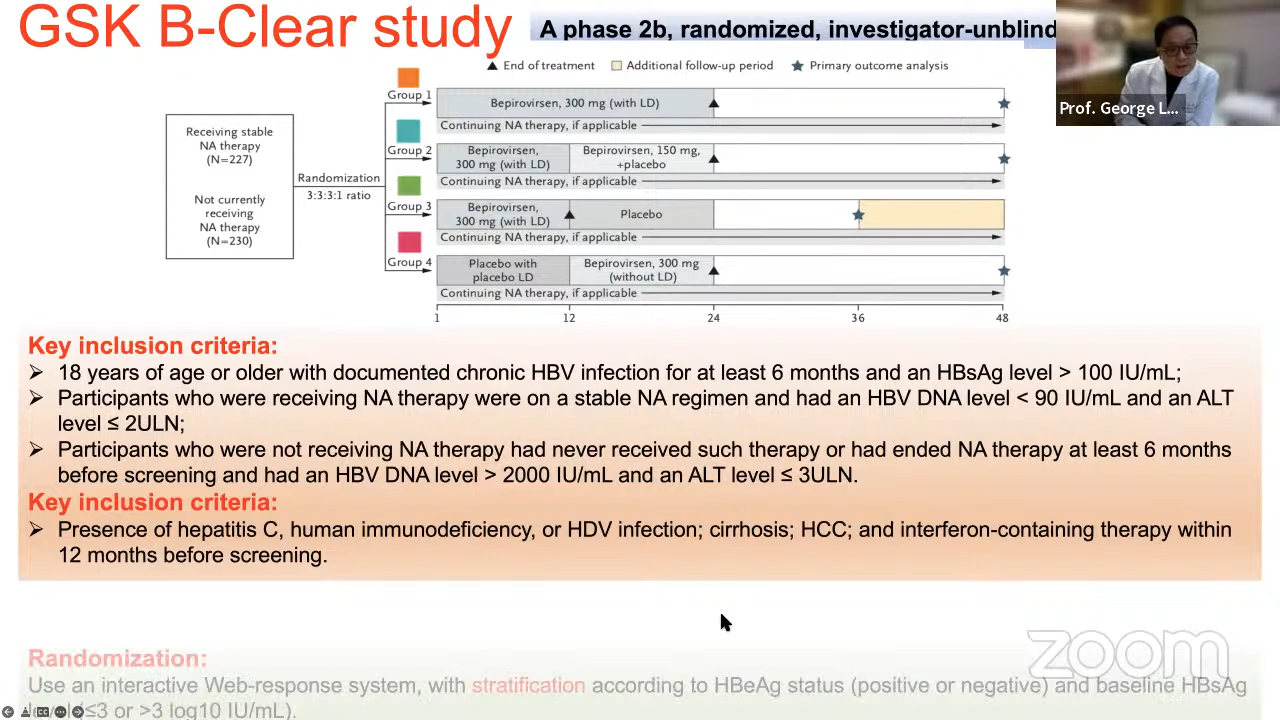 GSK B-Clear study
A phase 2b, randomized, investigator-unblind
End of treatment
Additional follow-up period
Primary outcome analysis
Prof. George L...
Receiving stable
NA therapy
(N=227)
Not currently
receiving
NA therapy
(N=230)
Randomization
3:3:3:1 ratio
Group 1
Bepirovirsen, 300 mg (with LD)
Continuing NA therapy, if applicable
Group 2
Bepirovirsen,
300 mg (with LD)
Bepirovirsen, 150 mg,
+placebo
Continuing NA therapy, if applicable
Group 3
Bepirovirsen,
300 mg (with LD)
Placebo
Continuing NA therapy, if applicable
Group 4
Placebo with
placebo LD
Bepirovirsen, 300 mg
(without LD)
Continuing NA therapy, if applicable
1 12 24 36 48
Key inclusion criteria:
➢ 18 years of age or older with documented chronic HBV infection for at least 6 months and an HBsAg level > 100 IU/mL;
➢ Participants who were receiving NA therapy were on a stable NA regimen and had an HBV DNA level < 90 IU/mL and an ALT
level ≤ 2ULN;
➢ Participants who were not receiving NA therapy had never received such therapy or had ended NA therapy at least 6 months
before screening and had an HBV DNA level > 2000 IU/mL and an ALT level ≤ 3ULN.
Key inclusion criteria:
➢ Presence of hepatitis C, human immunodeficiency, or HDV infection; cirrhosis; HCC; and interferon-containing therapy within
12 months before screening.
zoom
Randomization:
Use an interactive Web-response system, with stratification according to HBeAg status (positive or negative) and baseline HBsAg
(≤3 or >3 log10 IU/mL).